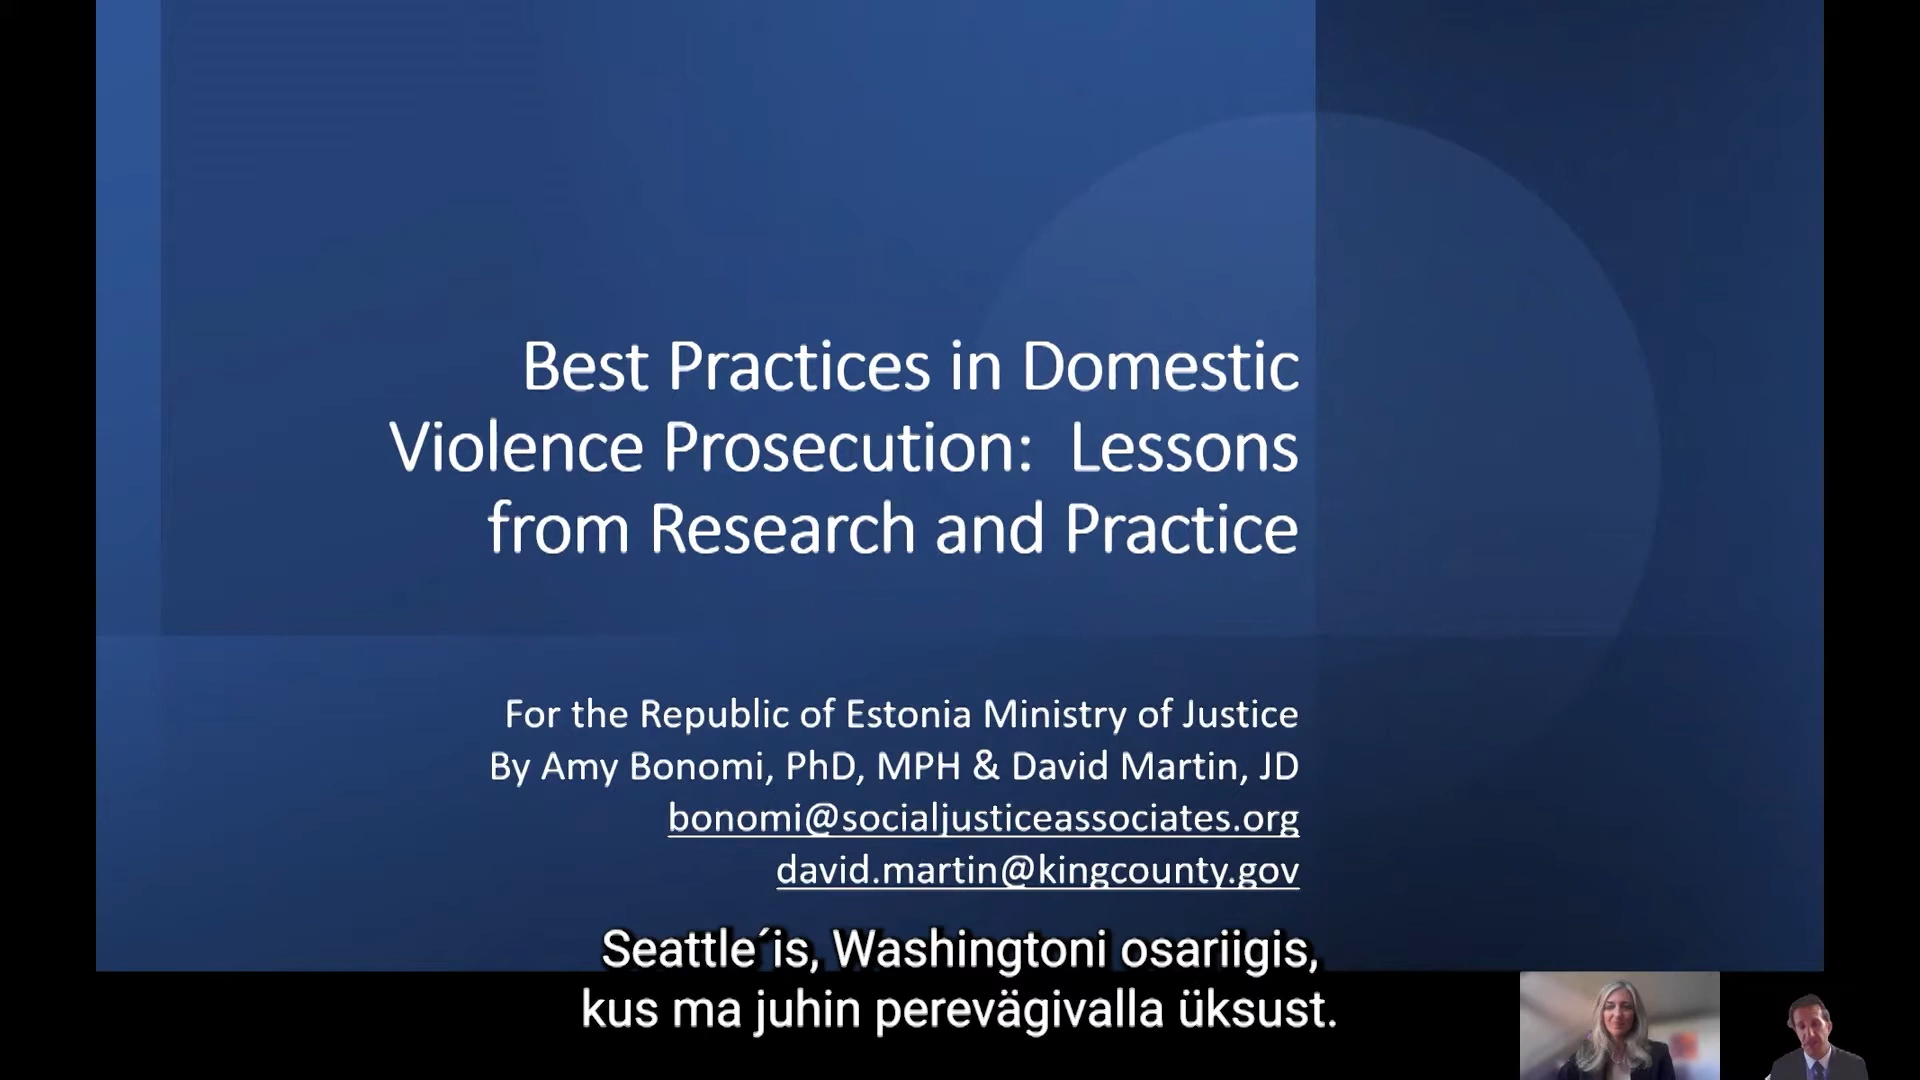 Best Practices in Domestic
Violence Prosecution: Lessons
from Research and Practice
For the Republic of Estonia Ministry of Justice
By Amy Bonomi, PhD, MPH & David Martin, JD
bonomi@socialjusticeassociates.org
david.martin@kingcounty.gov
Seattle´is, Washingtoni osariigis,
kus ma juhin perevägivalla üksust.